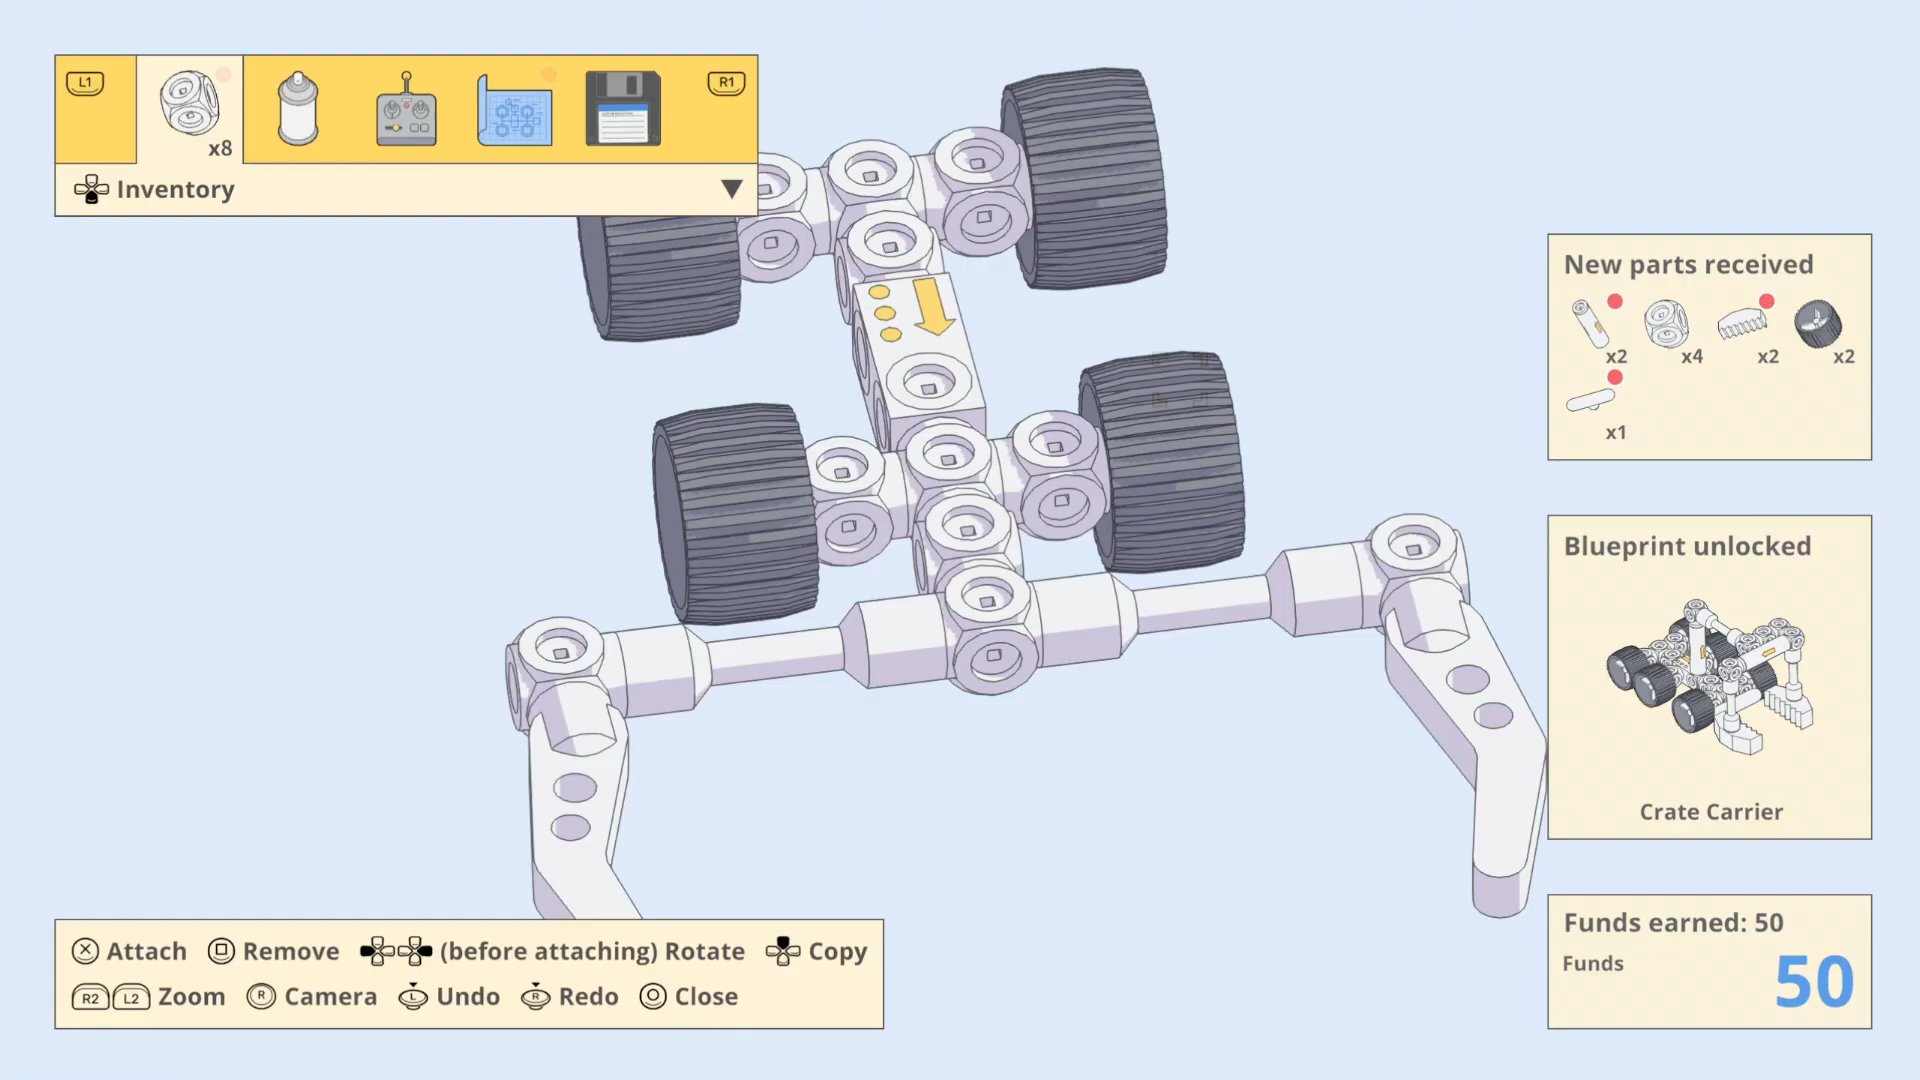 L1
R1
x8
Inventory
New parts received
x2
x4
x2
x2
x1
Blueprint unlocked
Crate Carrier
Funds earned: 50
Funds
50
Attach
Remove
(before attaching) Rotate
Copy
R2
L2
Zoom
R
Camera
L
Undo
R
Redo
Close